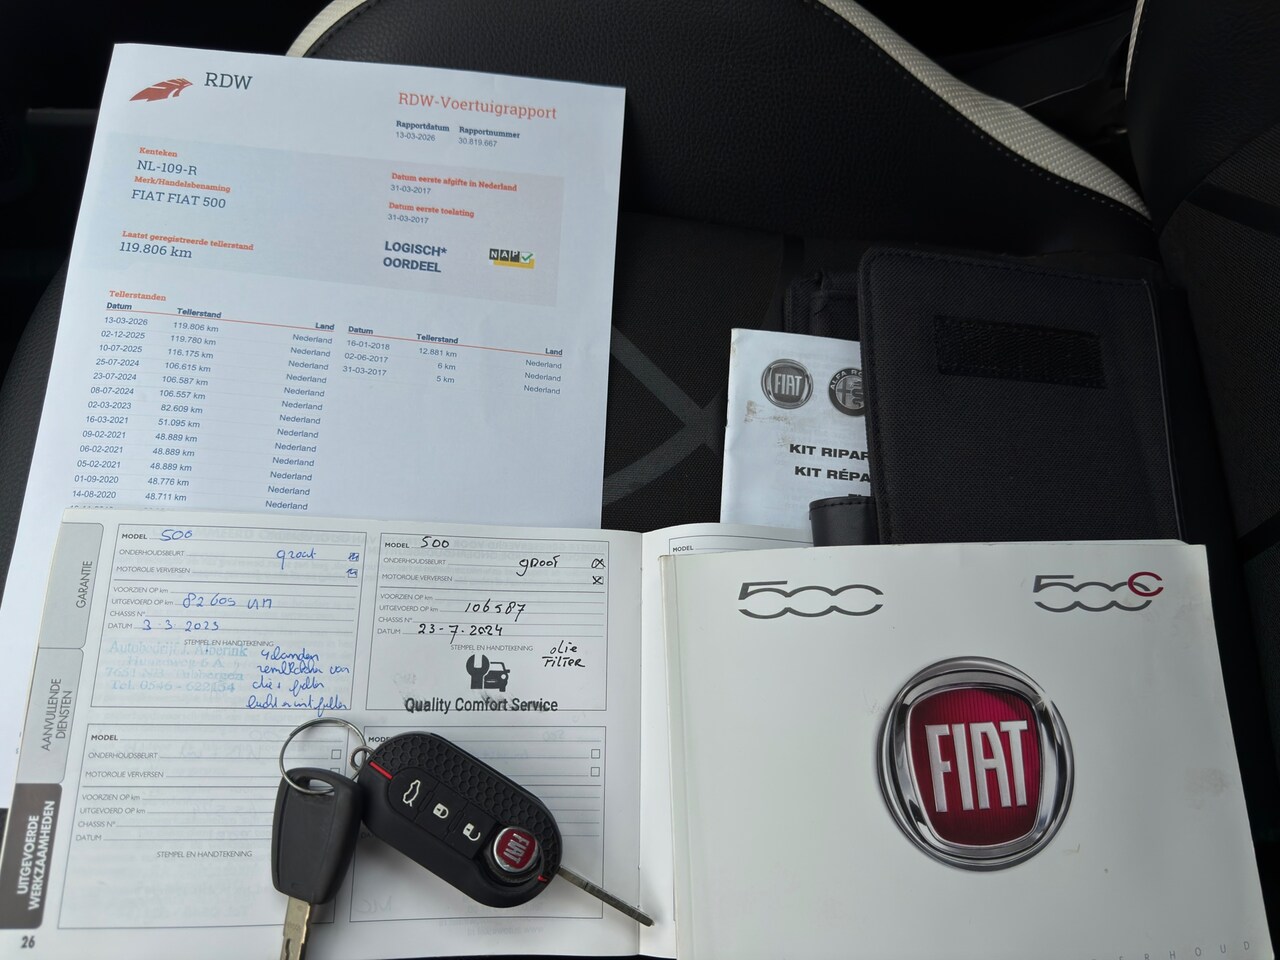 RDW
RDW-Voertuigrapport
Rapportdatum Rapportnummer
13-03-2026 30.819.667
Kenteken
NL-109-R
Merk/Handelsbenaming
FIAT FIAT 500
Datum eerste afgifte in Nederland
31-03-2017
Datum eerste toelating
31-03-2017
Laatst geregistreerde tellerstand
119.806 km
LOGISCH*
OORDEEL
NAP
Tellerstanden
Datum Tellerstand Land
13-03-2026 119.806 km Nederland
02-12-2025 119.780 km Nederland
10-07-2025 116.175 km Nederland
25-07-2024 106.615 km Nederland
23-07-2024 106.587 km Nederland
08-07-2024 106.557 km Nederland
02-03-2023 82.609 km Nederland
16-03-2021 51.095 km Nederland
09-02-2021 48.889 km Nederland
06-02-2021 48.889 km Nederland
05-02-2021 48.889 km Nederland
01-09-2020 48.776 km Nederland
14-08-2020 48.711 km Nederland
Datum Tellerstand Land
16-01-2018 12.881 km Nederland
02-06-2017 6 km Nederland
31-03-2017 5 km Nederland
FIAT
ALFA RO
KIT RIPAR
KIT RÉPA
GARANTIE
AANVULLENDE
DIENSTEN
UITGEVOERDE
WERKZAAMHEDEN
26
MODEL 500
ONDERHOUDSBEURT groot
MOTOROLIE VERVERSEN
VOORZIEN OP km
UITGEVOERD OP km 82609 km
CHASSIS N°
DATUM 3-3-2023
STEMPEL EN HANDTEKENING
Tel. 0546 - 622154
MODEL 500
ONDERHOUDSBEURT groot
MOTOROLIE VERVERSEN
VOORZIEN OP km
UITGEVOERD OP km 106587
CHASSIS N°
DATUM 23-7-2024
STEMPEL EN HANDTEKENING
olie
FILTER
Quality Comfort Service
MODEL
MODEL
ONDERHOUDSBEURT
MOTOROLIE VERVERSEN
VOORZIEN OP km
UITGEVOERD OP km
CHASSIS N°
DATUM
STEMPEL EN HANDTEKENING
FIAT
500 500C
FIAT
E R H O U D